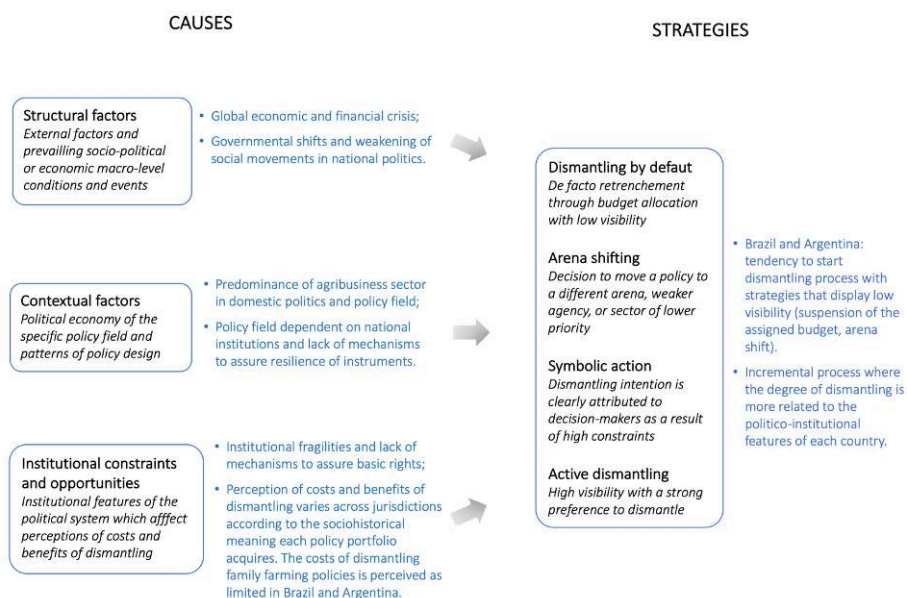 CAUSES
STRATEGIES
Structural factors
External factors and
prevailling socio-political
or economic macro-level
conditions and events
• Global economic and financial crisis;
• Governmental shifts and weakening of
social movements in national politics.
Contextual factors
Political economy of the
specific policy field and
patterns of policy design
• Predominance of agribusiness sector
in domestic politics and policy field;
• Policy field dependent on national
institutions and lack of mechanisms
to assure resilience of instruments.
Institutional constraints
and opportunities
Institutional features of the
political system which afffect
perceptions of costs and
benefits of dismantling
• Institutional fragilities and lack of
mechanisms to assure basic rights;
• Perception of costs and benefits of
dismantling varies across jurisdictions
according to the sociohistorical
meaning each policy portfolio
acquires. The costs of dismantling
family farming policies is perceived as
limited in Brazil and Argentina.
Dismantling by defaut
De facto retrenchement
through budget allocation
with low visibility
Arena shifting
Decision to move a policy to
a different arena, weaker
agency, or sector of lower
priority
Symbolic action
Dismantling intention is
clearly attributed to
decision-makers as a result
of high constraints
Active dismantling
High visibility with a strong
preference to dismantle
• Brazil and Argentina:
tendency to start
dismantling process with
strategies that display low
visibility (suspension of the
assigned budget, arena
shift).
• Incremental process where
the degree of dismantling is
more related to the
politico-institutional
features of each country.